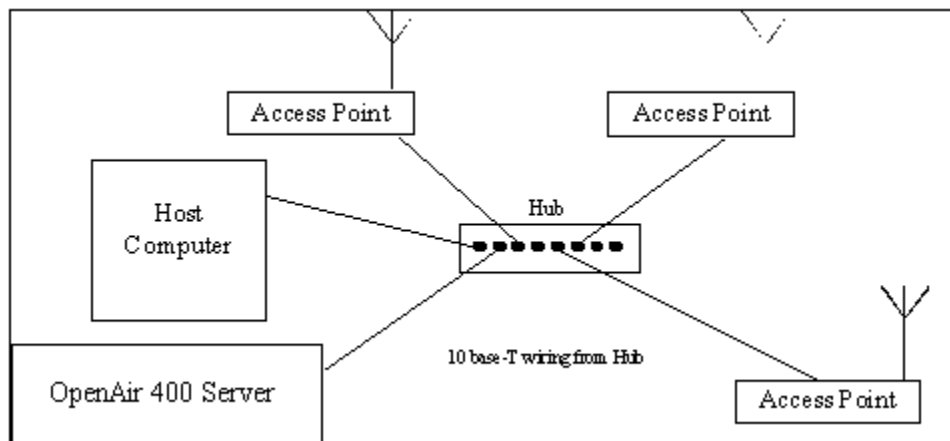 Access Point
Access Point
Host
Computer
Hub
10 base-T wiring from Hub
OpenAir 400 Server
Access Point